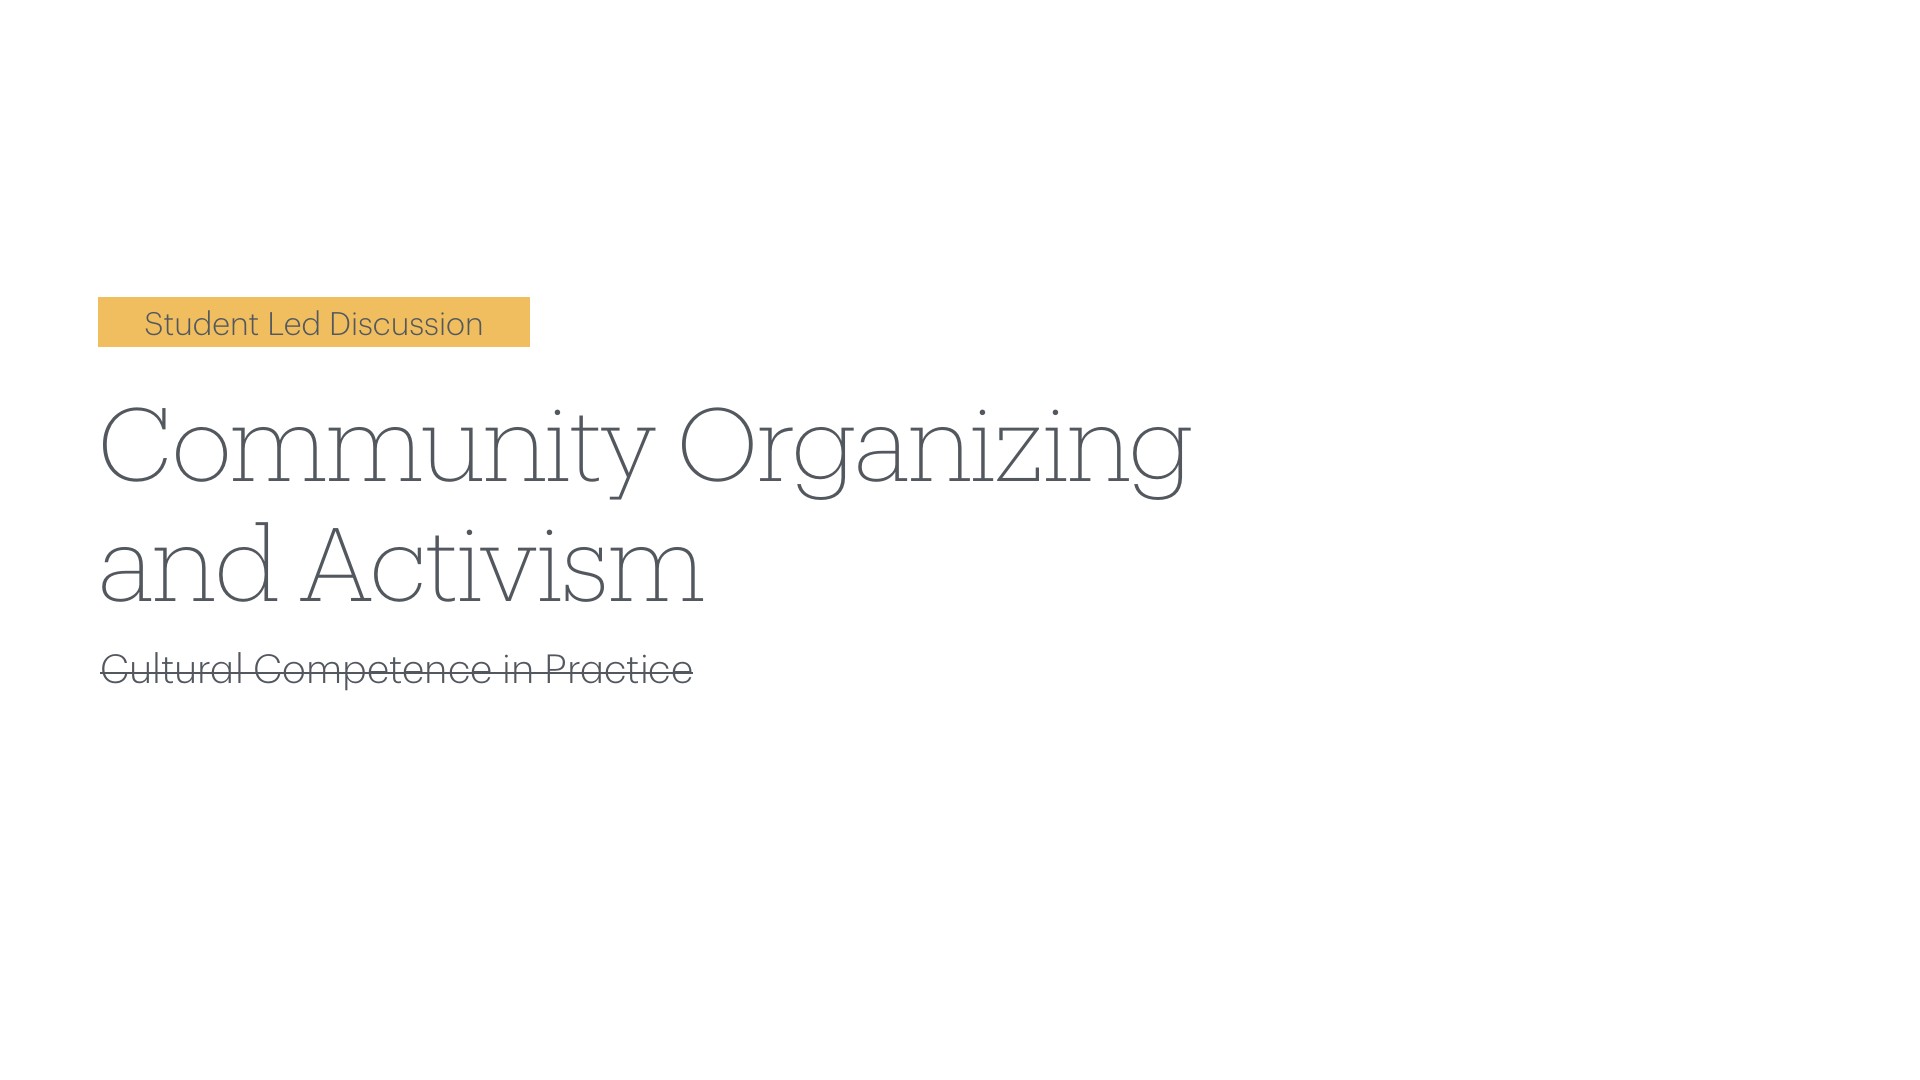 Student Led Discussion
Community Organizing
and Activism
Cultural Competence in Practice